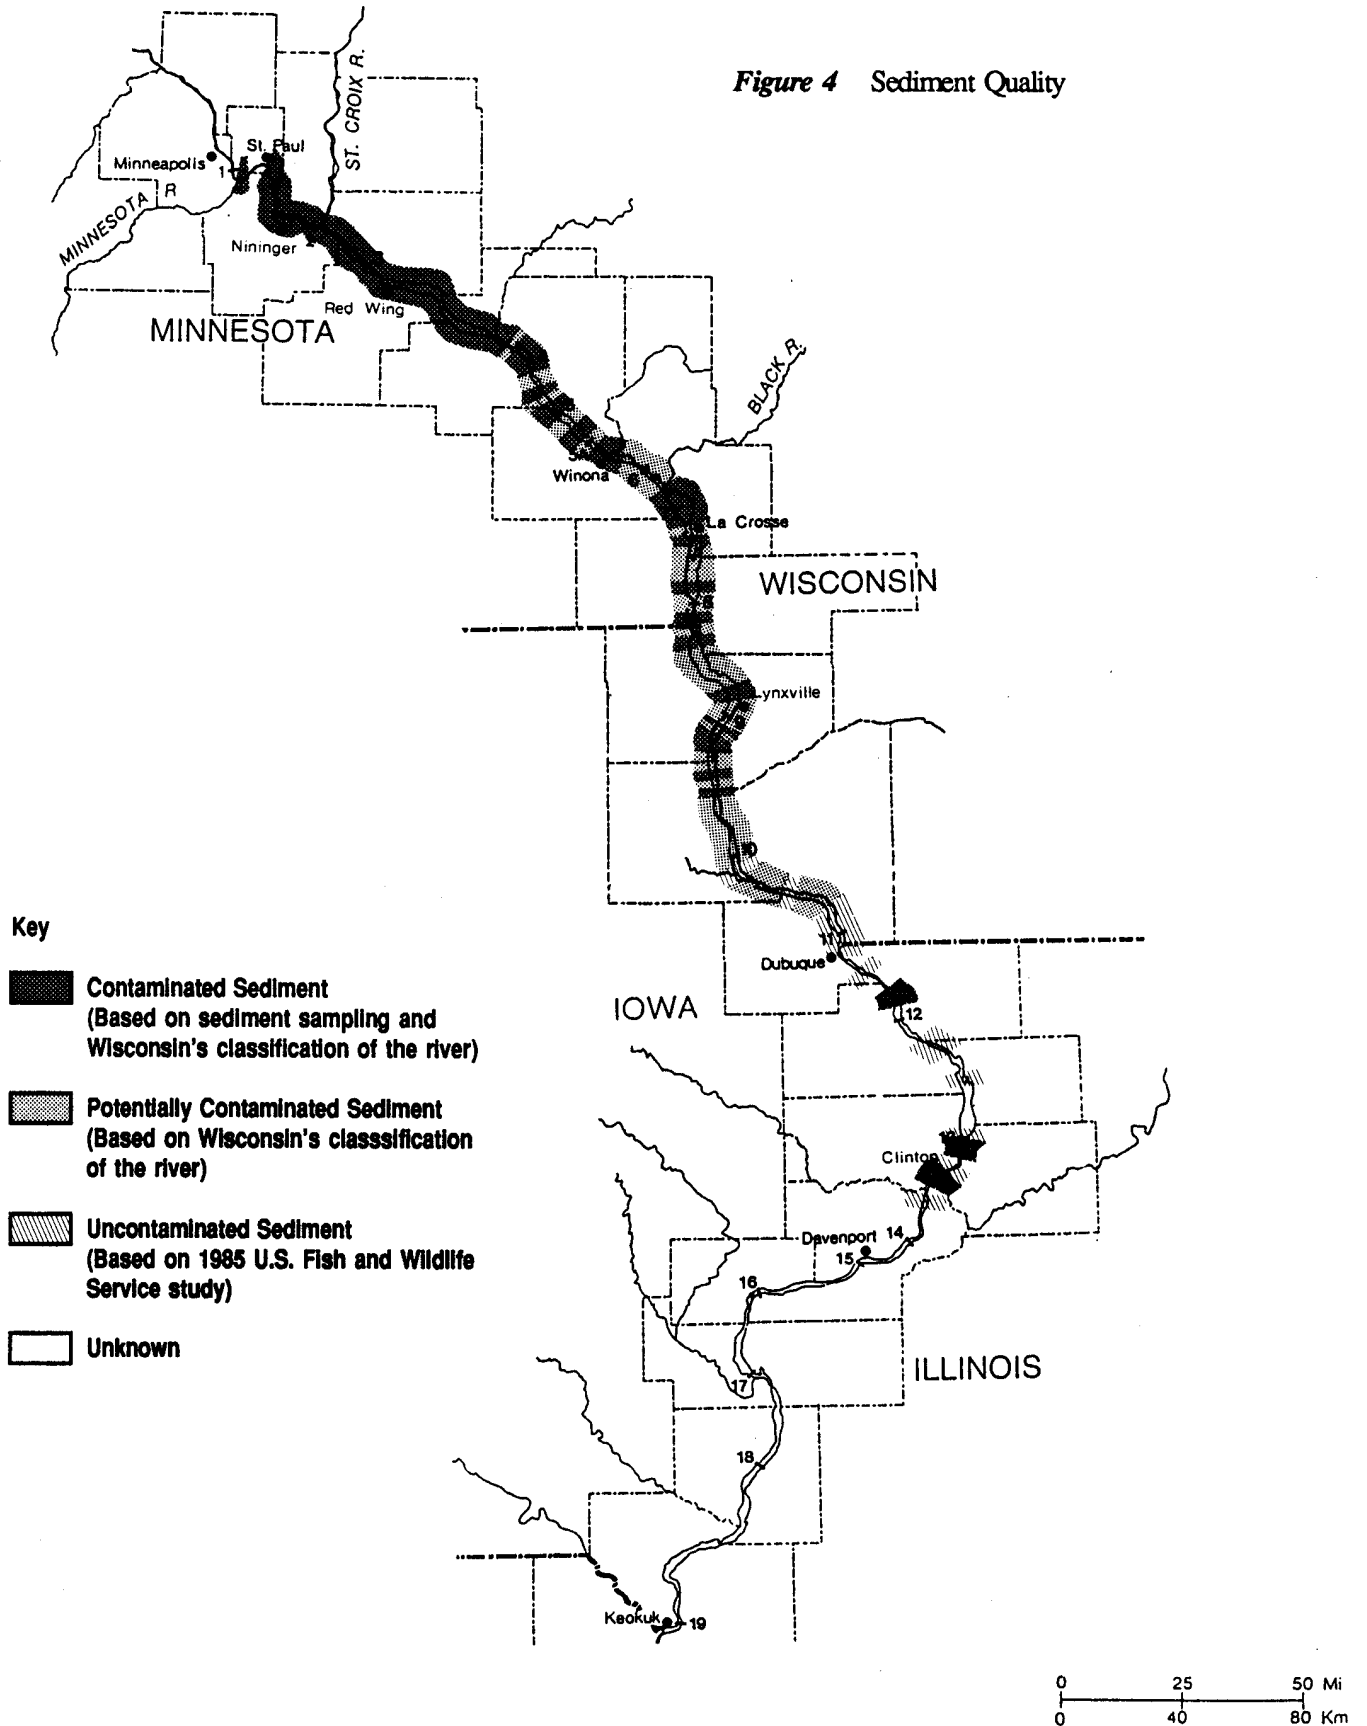 Figure 4 Sediment Quality
ST. CROIX R.
St. Paul
Minneapolis
1
MINNESOTA R
Nininger
2
Red Wing
MINNESOTA
BLACK R.
Winona
6
La Crosse
WISCONSIN
8
Lynxville
9
10
11
Dubuque
IOWA
12
Clinton
Davenport
14
15
16
17
ILLINOIS
18
Keokuk
19
Key
Contaminated Sediment
(Based on sediment sampling and
Wisconsin's classification of the river)
Potentially Contaminated Sediment
(Based on Wisconsin's classsification
of the river)
Uncontaminated Sediment
(Based on 1985 U.S. Fish and Wildlife
Service study)
Unknown
0 25 50 Mi
0 40 80 Km